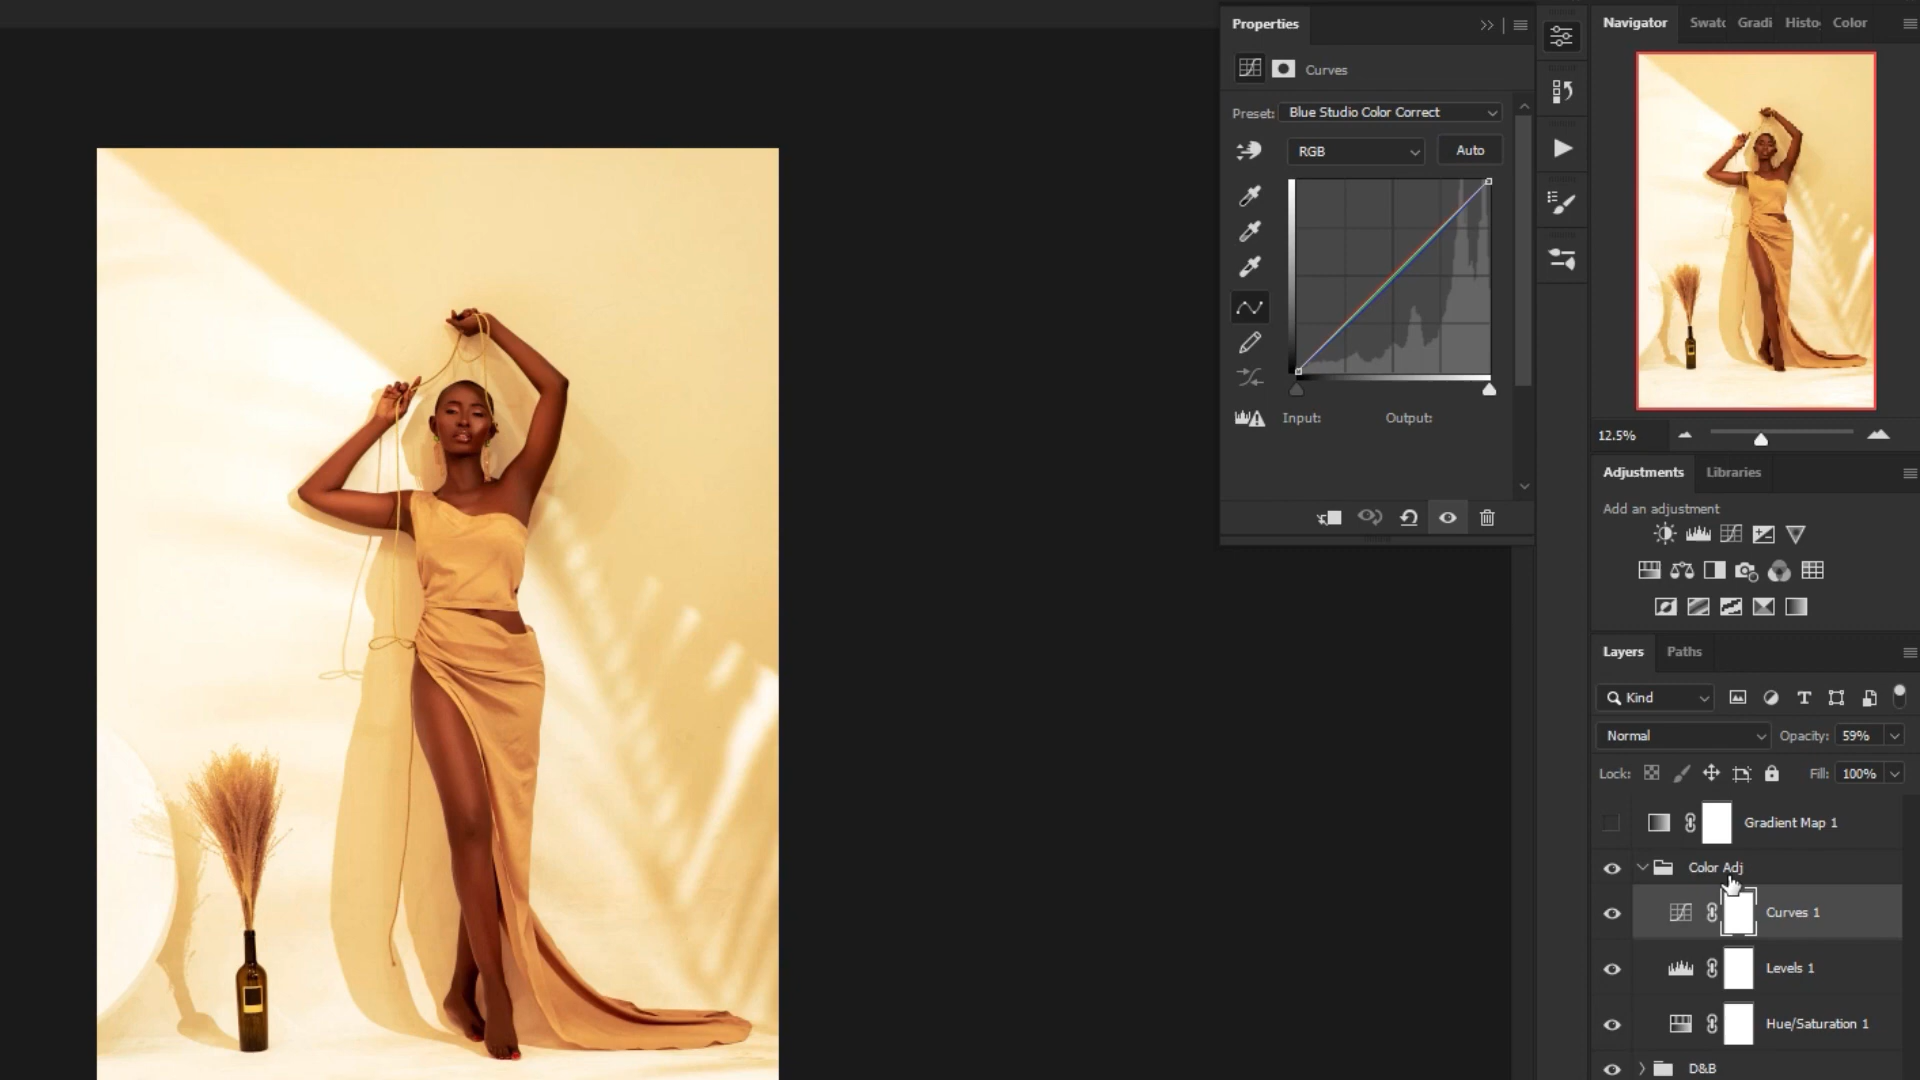 Properties
Curves
Preset: Blue Studio Color Correct
RGB
Auto
Input: Output:
Navigator Swatc Gradi Histo Color
12.5%
Adjustments Libraries
Add an adjustment
Layers Paths
Kind
Normal Opacity: 59%
Lock: Fill: 100%
Gradient Map 1
Color Adj
Curves 1
Levels 1
Hue/Saturation 1
D&B